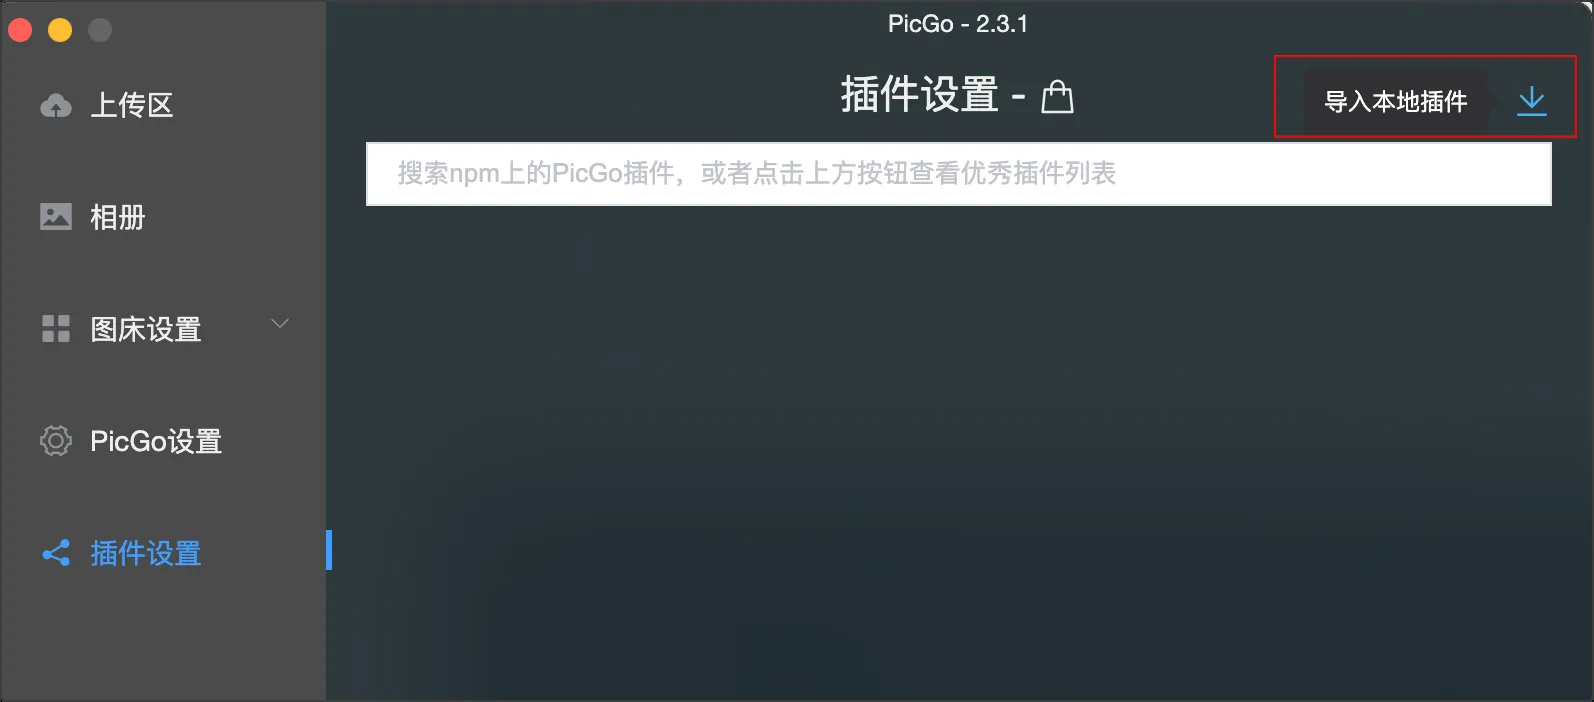 PicGo - 2.3.1
上传区
相册
图床设置
PicGo设置
插件设置
插件设置 -
导入本地插件
搜索npm上的PicGo插件，或者点击上方按钮查看优秀插件列表